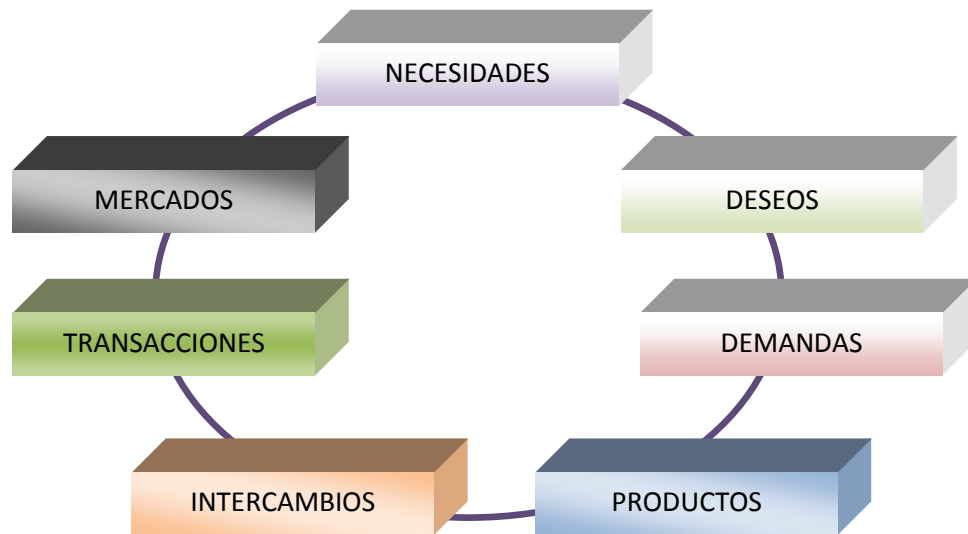 NECESIDADES
DESEOS
DEMANDAS
PRODUCTOS
INTERCAMBIOS
TRANSACCIONES
MERCADOS